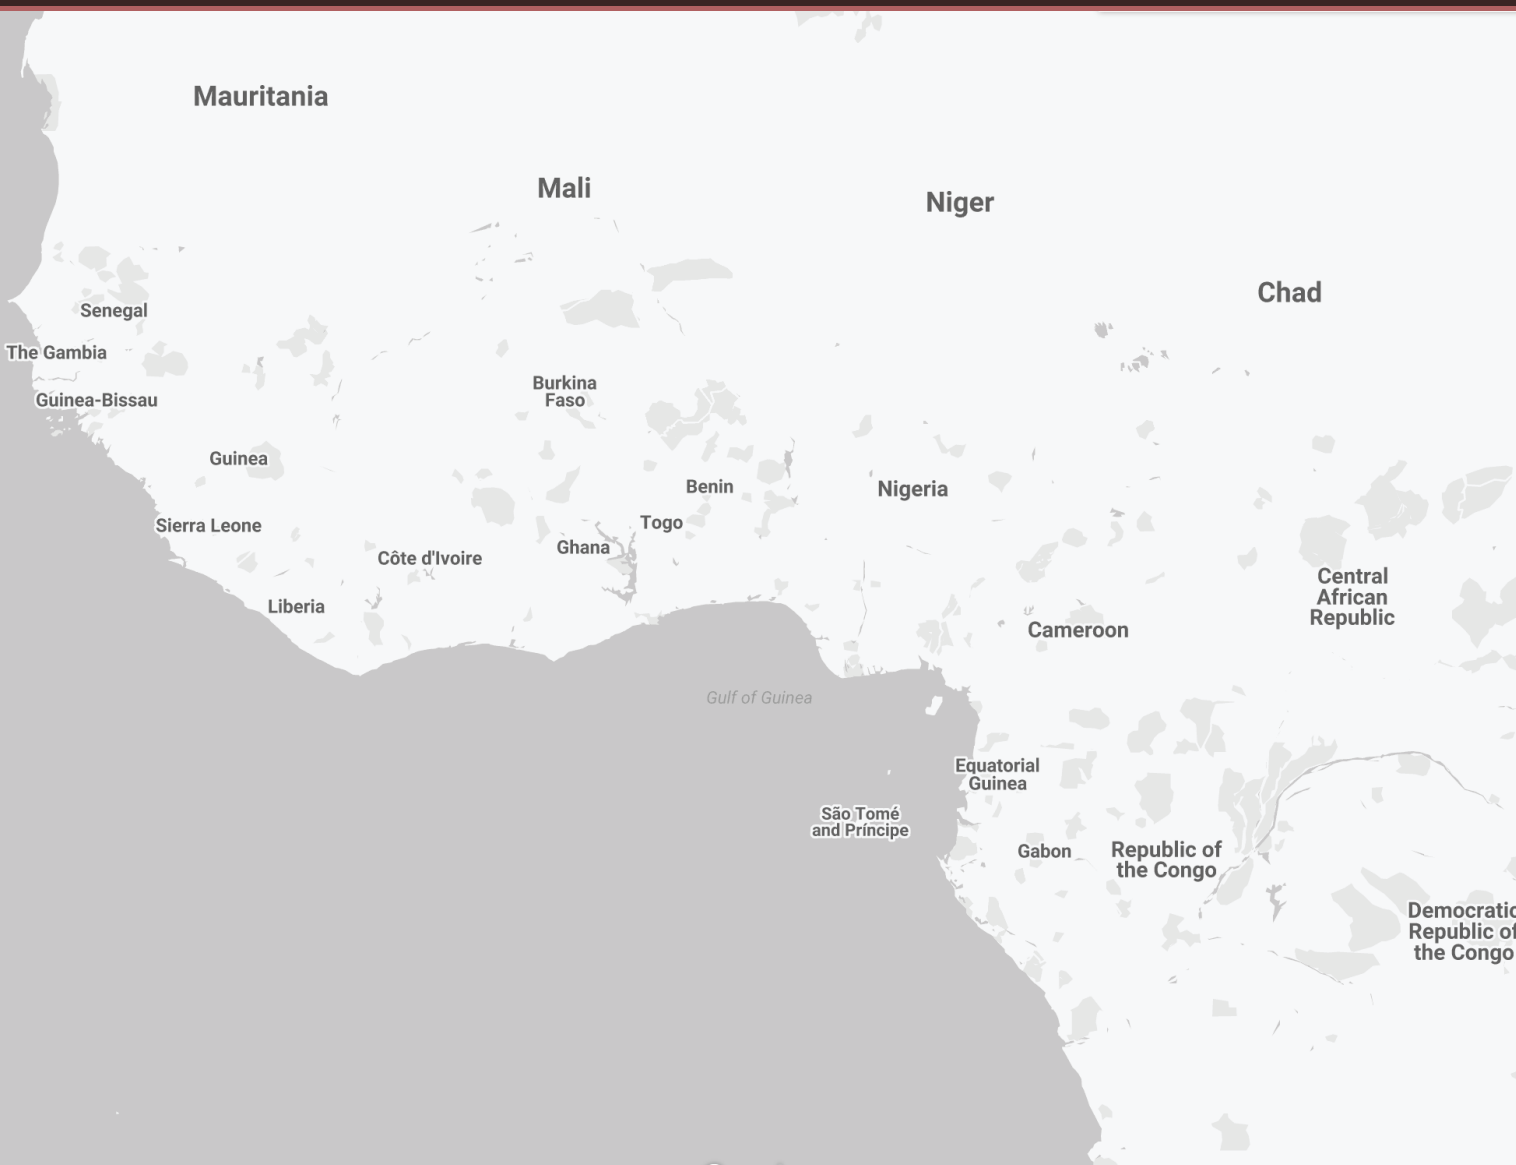 Mauritania
Mali
Niger
Chad
Senegal
The Gambia
Burkina
Faso
Guinea-Bissau
Guinea
Benin
Nigeria
Togo
Sierra Leone
Ghana
Côte d'Ivoire
Central
African
Republic
Liberia
Cameroon
Gulf of Guinea
Equatorial
Guinea
São Tomé
and Príncipe
Gabon
Republic of
the Congo
Democratic
Republic of
the Congo